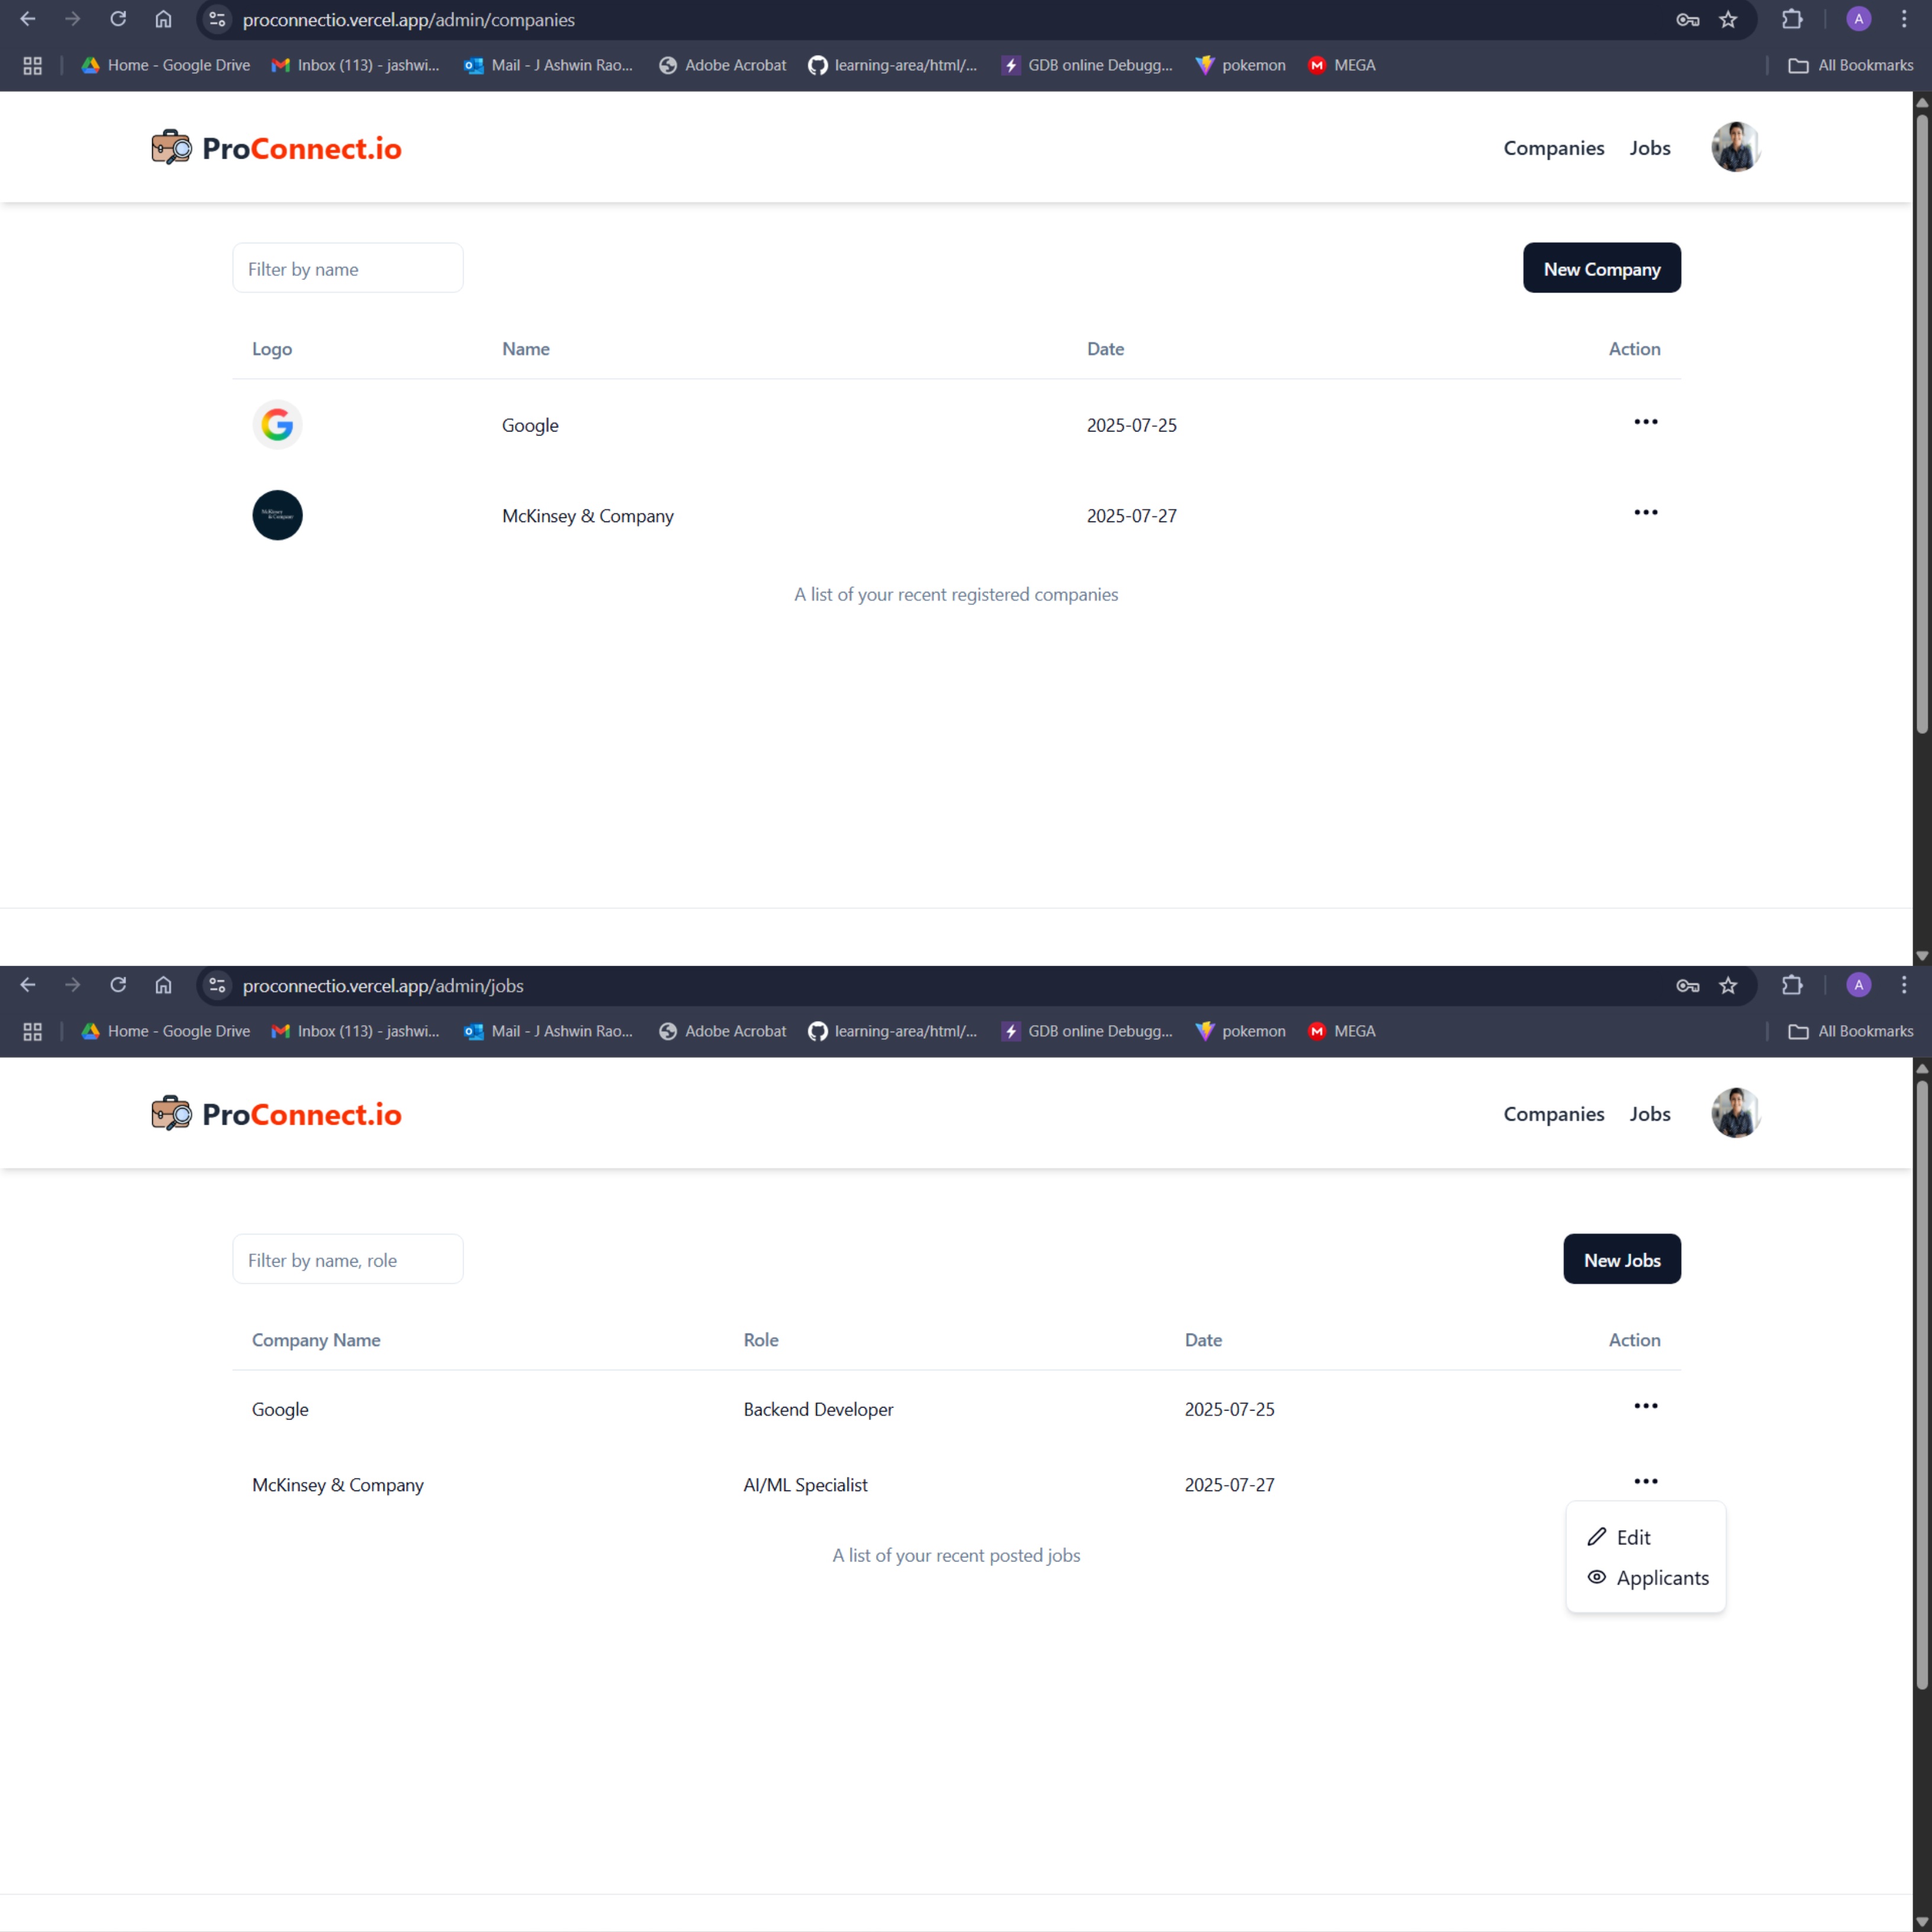 proconnectio.vercel.app/admin/companies
A
Home - Google Drive Inbox (113) - jashwi... Mail - J Ashwin Rao... Adobe Acrobat learning-area/html/... GDB online Debugg... pokemon M MEGA All Bookmarks
ProConnect.io Companies Jobs
Filter by name New Company
Logo Name Date Action
Google 2025-07-25 •••
McKinsey & Company McKinsey & Company 2025-07-27 •••
A list of your recent registered companies
proconnectio.vercel.app/admin/jobs
A
Home - Google Drive Inbox (113) - jashwi... Mail - J Ashwin Rao... Adobe Acrobat learning-area/html/... GDB online Debugg... pokemon M MEGA All Bookmarks
ProConnect.io Companies Jobs
Filter by name, role New Jobs
Company Name Role Date Action
Google Backend Developer 2025-07-25 •••
McKinsey & Company AI/ML Specialist 2025-07-27 •••
Edit
A list of your recent posted jobs
Applicants